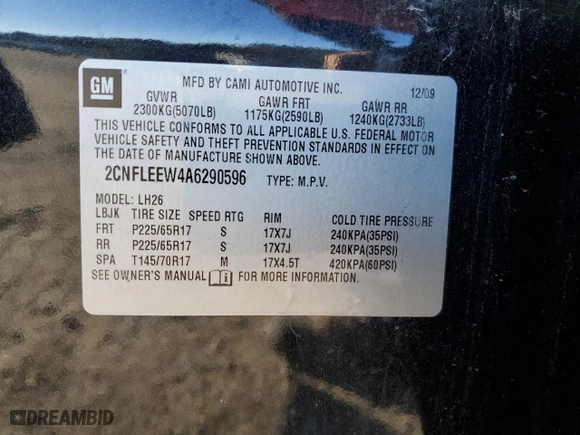 GM
MFD BY CAMI AUTOMOTIVE INC.
12/09
GVWR GAWR FRT GAWR RR
2300KG(5070LB) 1175KG(2590LB) 1240KG(2733LB)
THIS VEHICLE CONFORMS TO ALL APPLICABLE U.S. FEDERAL MOTOR
VEHICLE SAFETY AND THEFT PREVENTION STANDARDS IN EFFECT ON
THE DATE OF MANUFACTURE SHOWN ABOVE.
2CNFLEEW4A6290596 TYPE: M.P.V.
MODEL: LH26
LBJK TIRE SIZE SPEED RTG RIM COLD TIRE PRESSURE
FRT P225/65R17 S 17X7J 240KPA(35PSI)
RR P225/65R17 S 17X7J 240KPA(35PSI)
SPA T145/70R17 M 17X4.5T 420KPA(60PSI)
SEE OWNER'S MANUAL FOR MORE INFORMATION.
DREAMBID